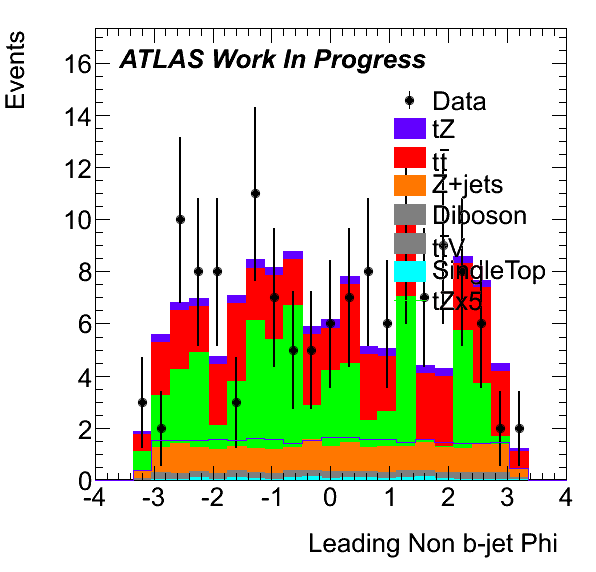 Events
ATLAS Work In Progress
16
14
12
10
8
6
4
2
0
Data
tZ
tt̄
Z+jets
Diboson
tt̄V
SingleTop
tZx5
-4 -3 -2 -1 0 1 2 3 4
Leading Non b-jet Phi